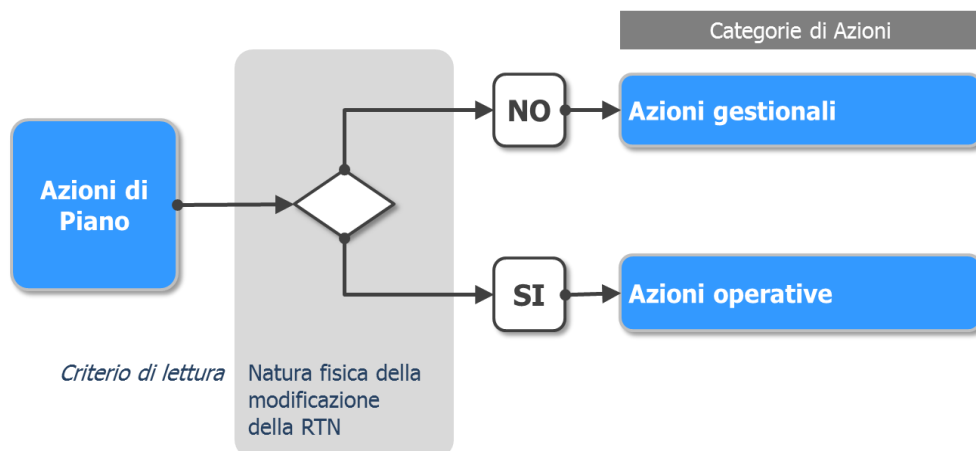 Categorie di Azioni
NO
Azioni gestionali
Azioni di
Piano
SI
Azioni operative
Criterio di lettura
Natura fisica della
modificazione
della RTN